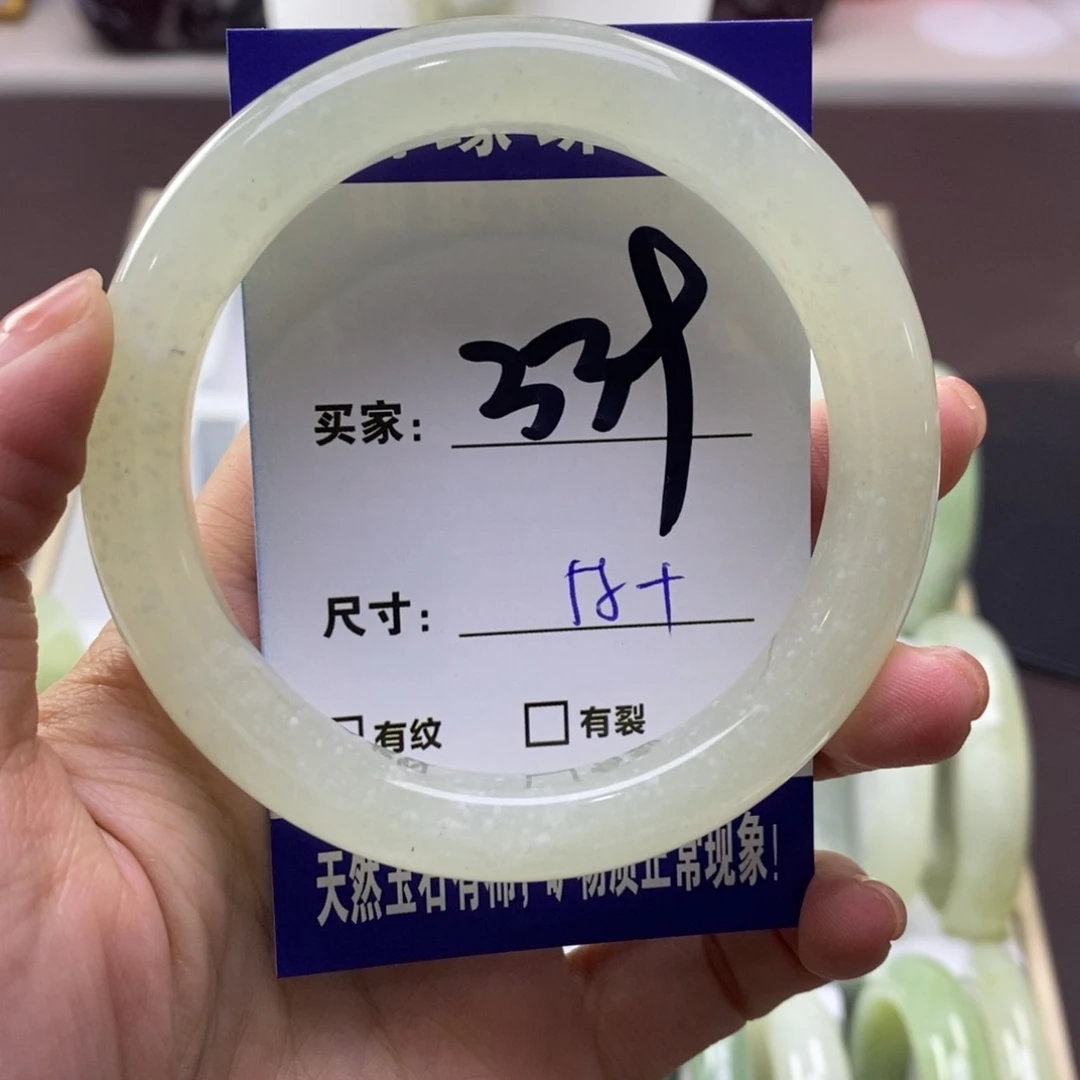 买家：
尺寸： 58+
有纹 □有裂
天然玉石有棉，矿物质正常现象！